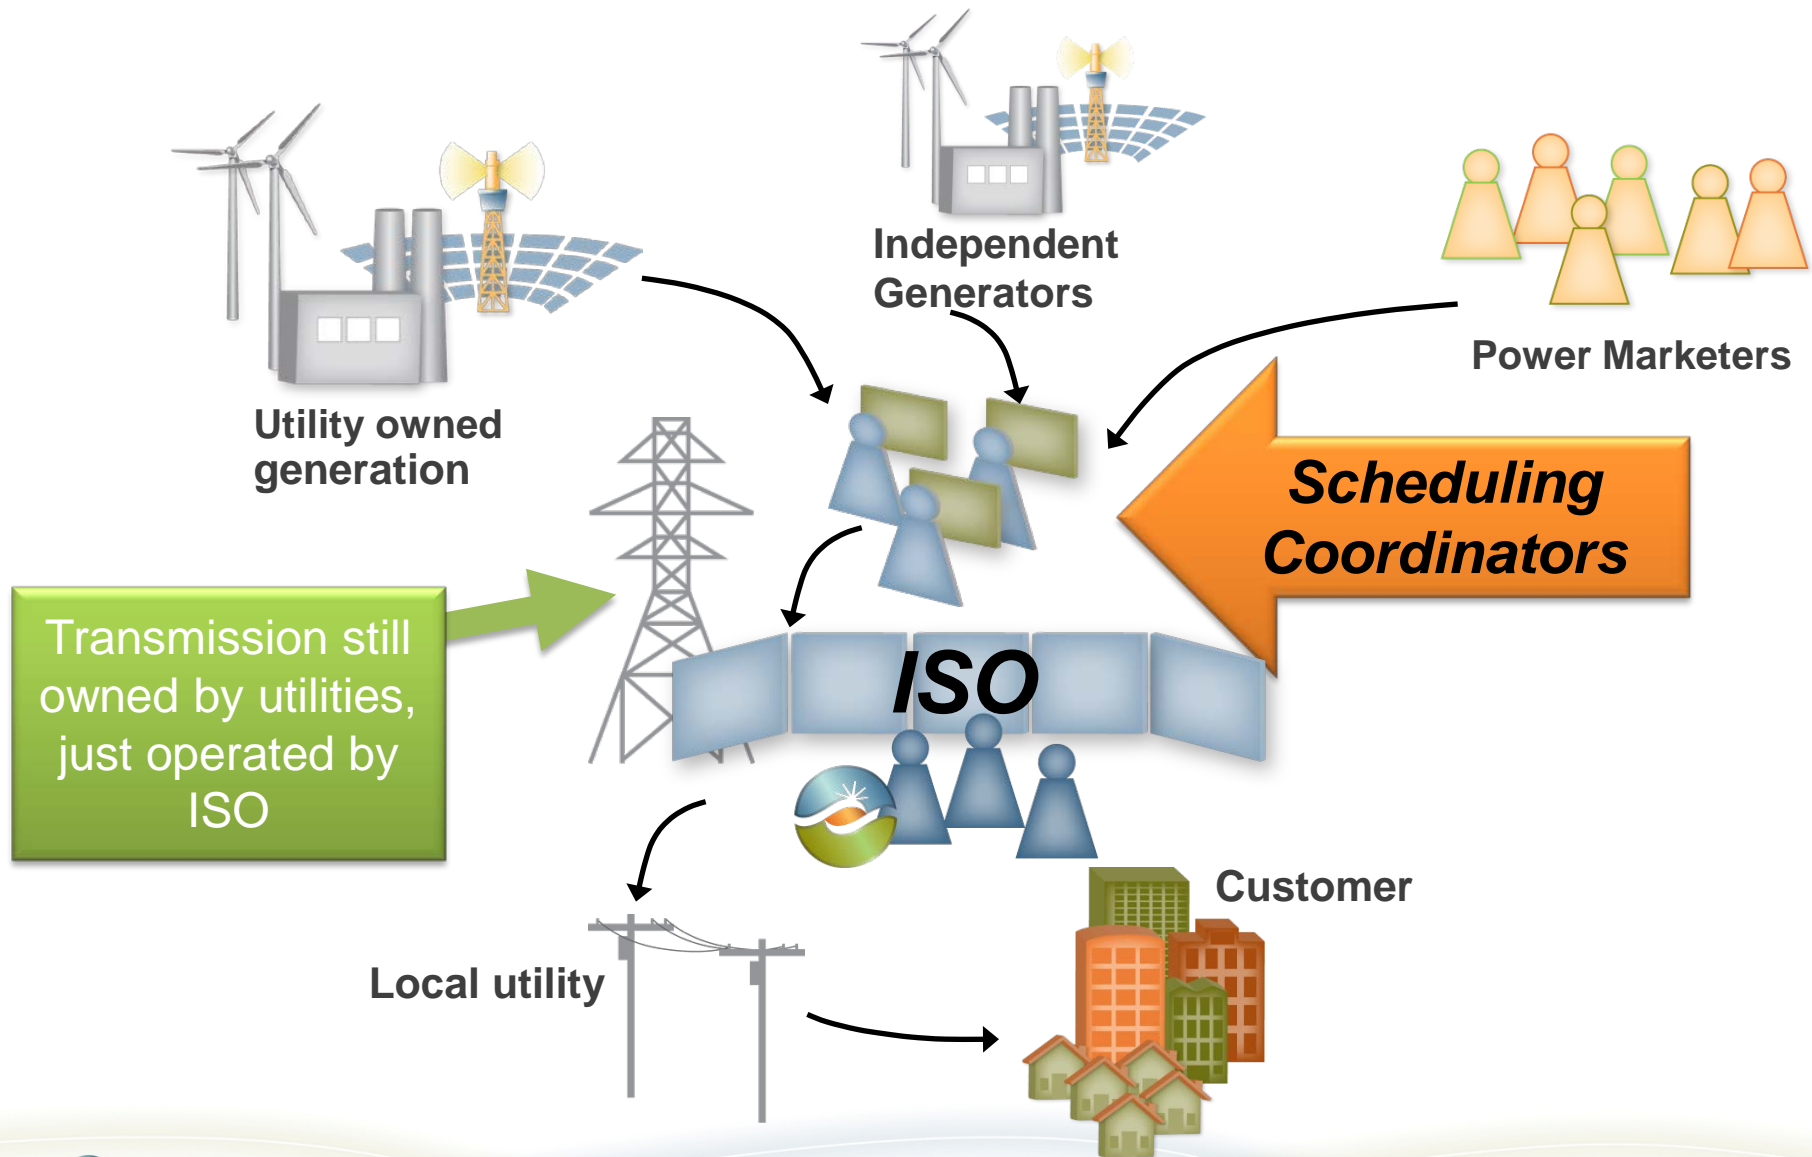 Independent
Generators
Power Marketers
Utility owned
generation
Scheduling
Coordinators
Transmission still
owned by utilities,
just operated by
ISO
ISO
Customer
Local utility